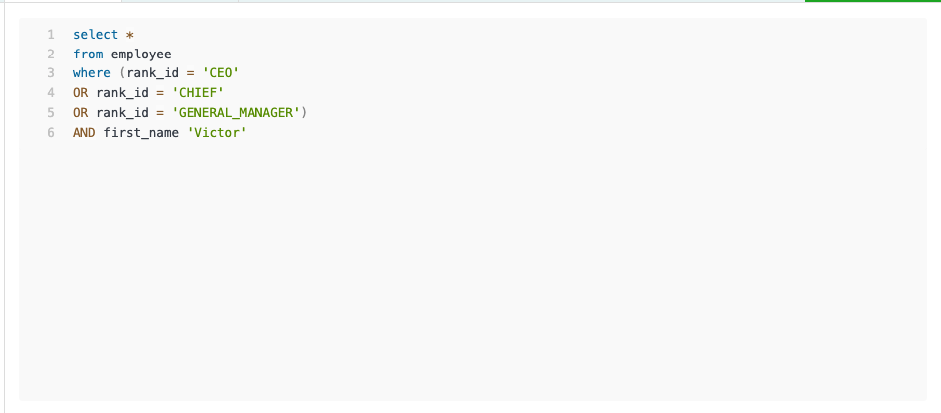 1 select *
2 from employee
3 where (rank_id = 'CEO'
4 OR rank_id = 'CHIEF'
5 OR rank_id = 'GENERAL_MANAGER')
6 AND first_name 'Victor'